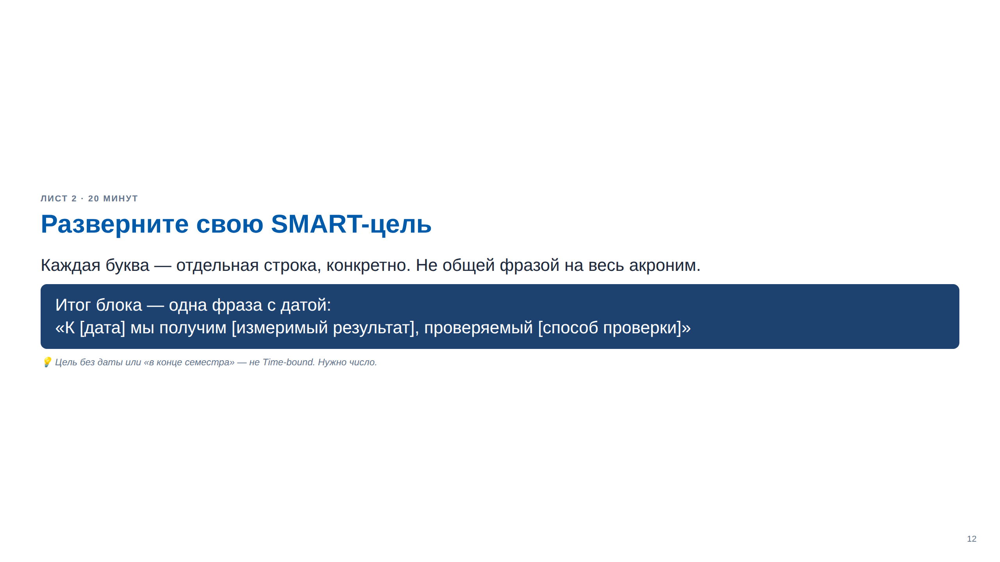 ЛИСТ 2 · 20 МИНУТ
Разверните свою SMART-цель
Каждая буква — отдельная строка, конкретно. Не общей фразой на весь акроним.
Итог блока — одна фраза с датой:
«К [дата] мы получим [измеримый результат], проверяемый [способ проверки]»
💡 Цель без даты или «в конце семестра» — не Time-bound. Нужно число.
12